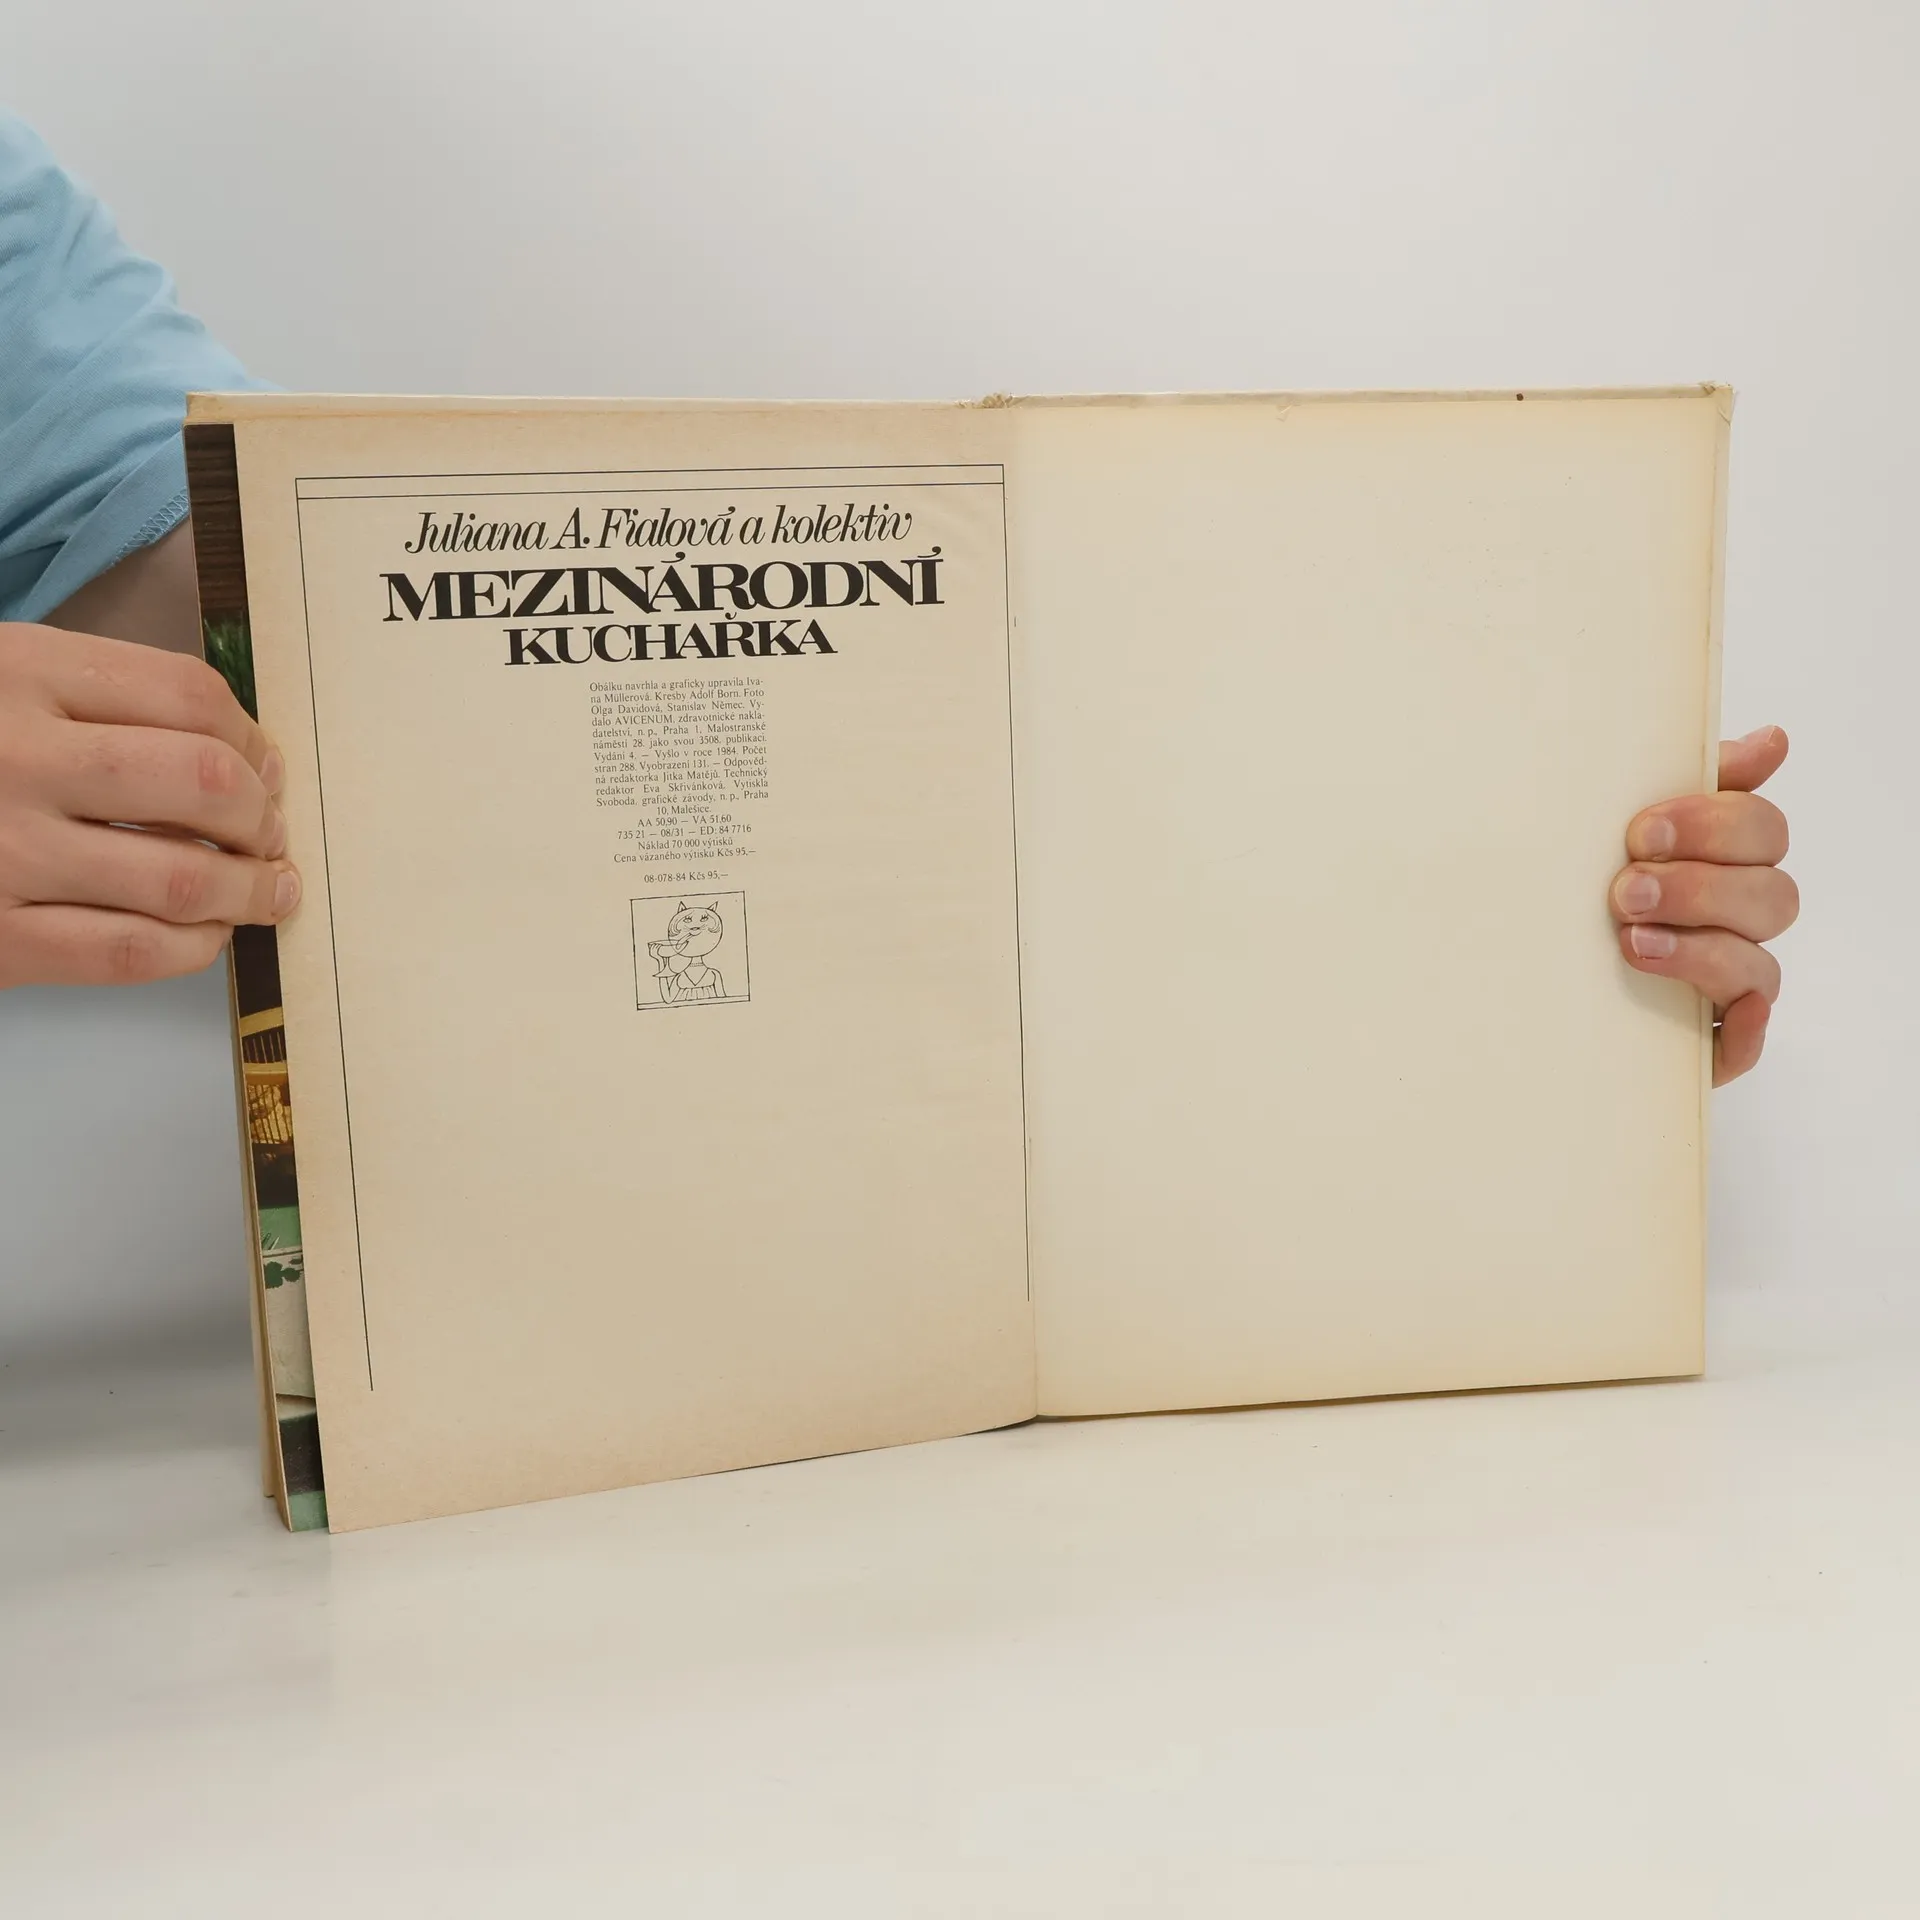 Juliana A. Fialová a kolektiv
MEZINÁRODNÍ
KUCHAŘKA
Obálku navrhla a graficky upravila Iva-
na Müllerová. Kresby Adolf Born. Foto
Olga Davidová, Stanislav Němec. Vy-
dalo AVICENUM, zdravotnické nakla-
datelství, n. p., Praha 1, Malostranské
náměstí 28, jako svou 3508. publikaci.
Vydání 4. — Vyšlo v roce 1984. Počet
stran 288. Vyobrazení 131. — Odpověd-
ná redaktorka Jitka Matějů. Technický
redaktor Eva Skřivánková. Vytiskla
Svoboda, grafické závody, n. p., Praha
10, Malešice.
AA 50,90 — VA 51,60
735 21 — 08/31 — ED: 84 7716
Náklad 70 000 výtisků
Cena vázaného výtisku Kčs 95,—
08-078-84 Kčs 95,—